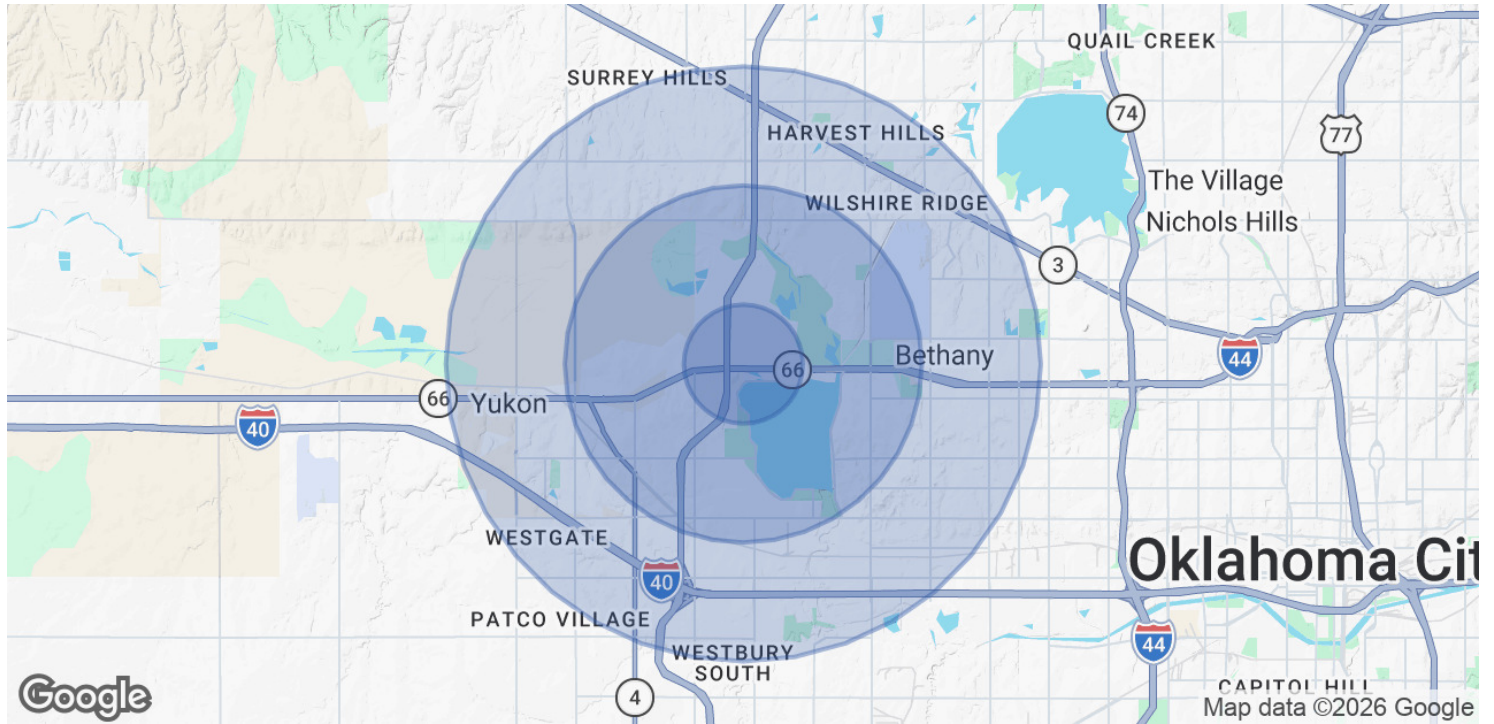 QUAIL CREEK
SURREY HILLS
74
HARVEST HILLS
77
The Village
WILSHIRE RIDGE
Nichols Hills
3
Bethany
44
66
66
Yukon
40
WESTGATE
Oklahoma Cit
40
PATCO VILLAGE
44
WESTBURY
SOUTH
CAPITOL HILL
4
Google
Map data ©2026 Google